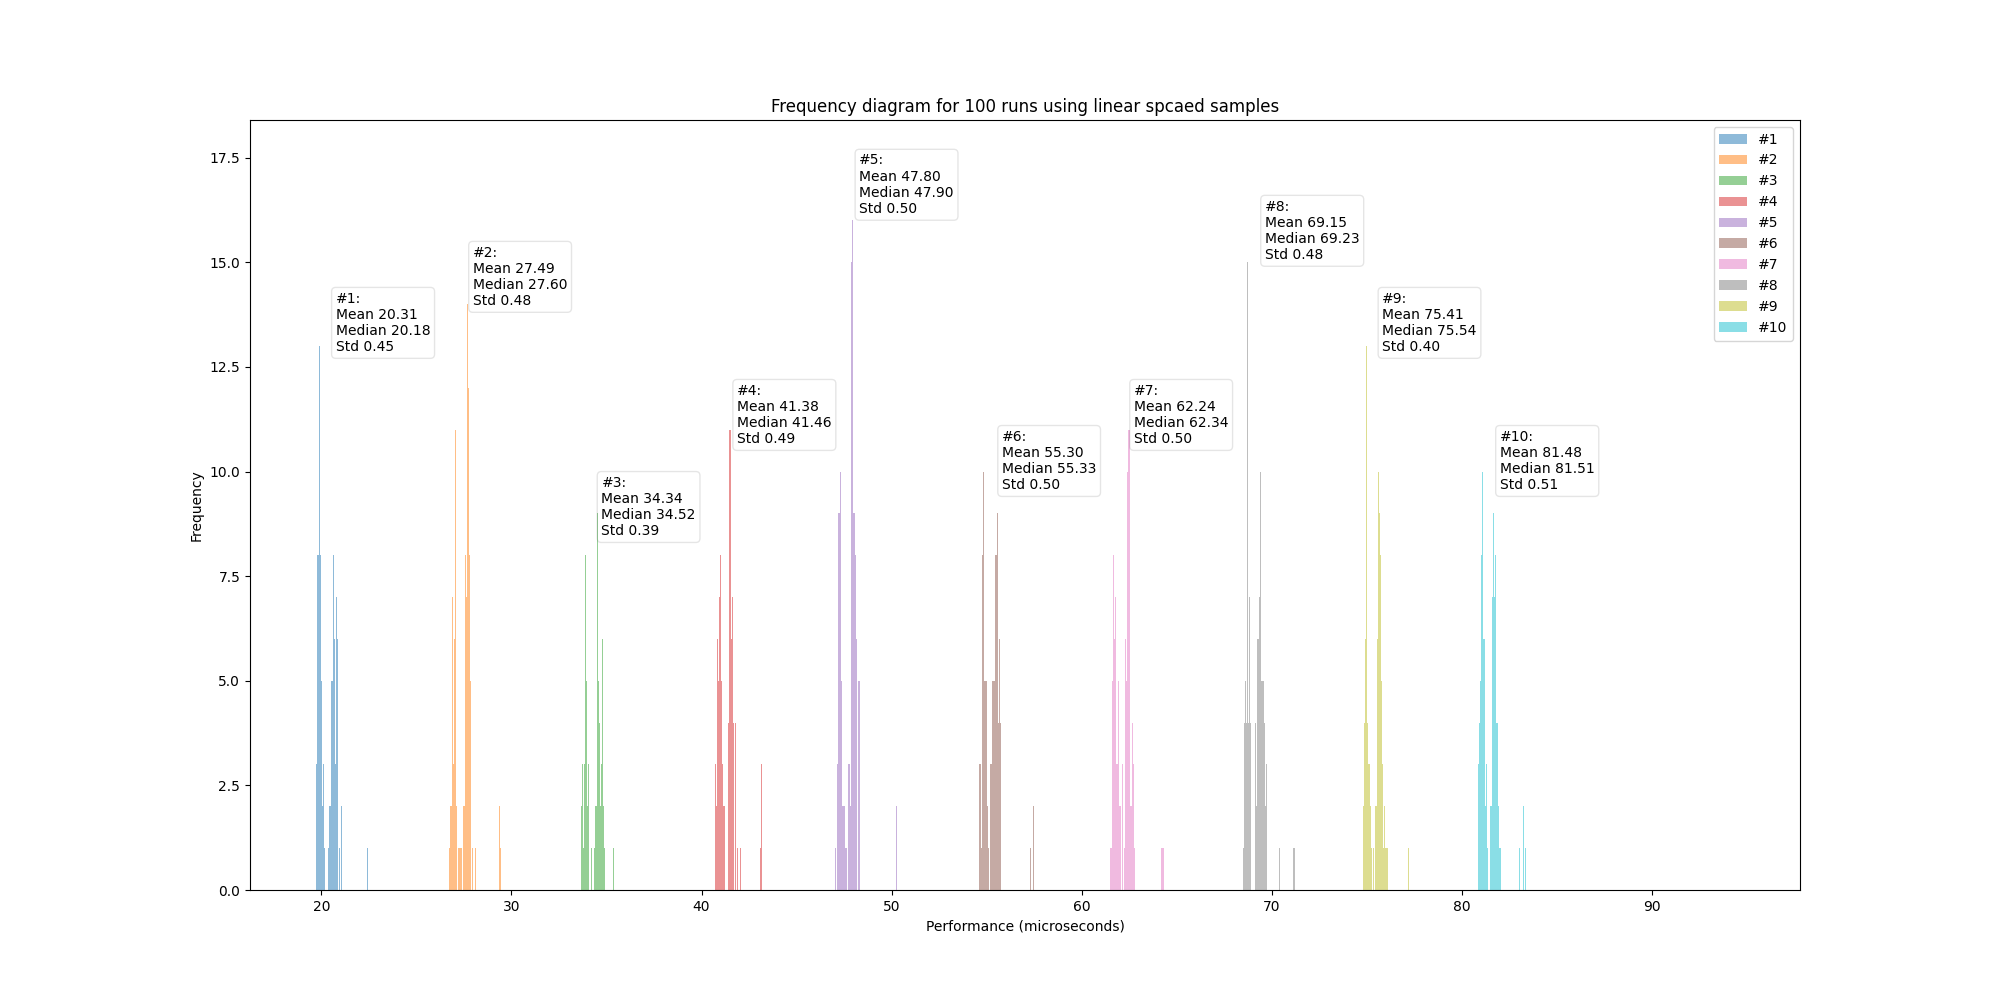 Frequency diagram for 100 runs using linear spcaed samples
17.5
15.0
12.5
10.0
7.5
5.0
2.5
0.0
Frequency
#1:
Mean 20.31
Median 20.18
Std 0.45
#2:
Mean 27.49
Median 27.60
Std 0.48
#3:
Mean 34.34
Median 34.52
Std 0.39
#4:
Mean 41.38
Median 41.46
Std 0.49
#5:
Mean 47.80
Median 47.90
Std 0.50
#6:
Mean 55.30
Median 55.33
Std 0.50
#7:
Mean 62.24
Median 62.34
Std 0.50
#8:
Mean 69.15
Median 69.23
Std 0.48
#9:
Mean 75.41
Median 75.54
Std 0.40
#10:
Mean 81.48
Median 81.51
Std 0.51
#1
#2
#3
#4
#5
#6
#7
#8
#9
#10
20 30 40 50 60 70 80 90
Performance (microseconds)